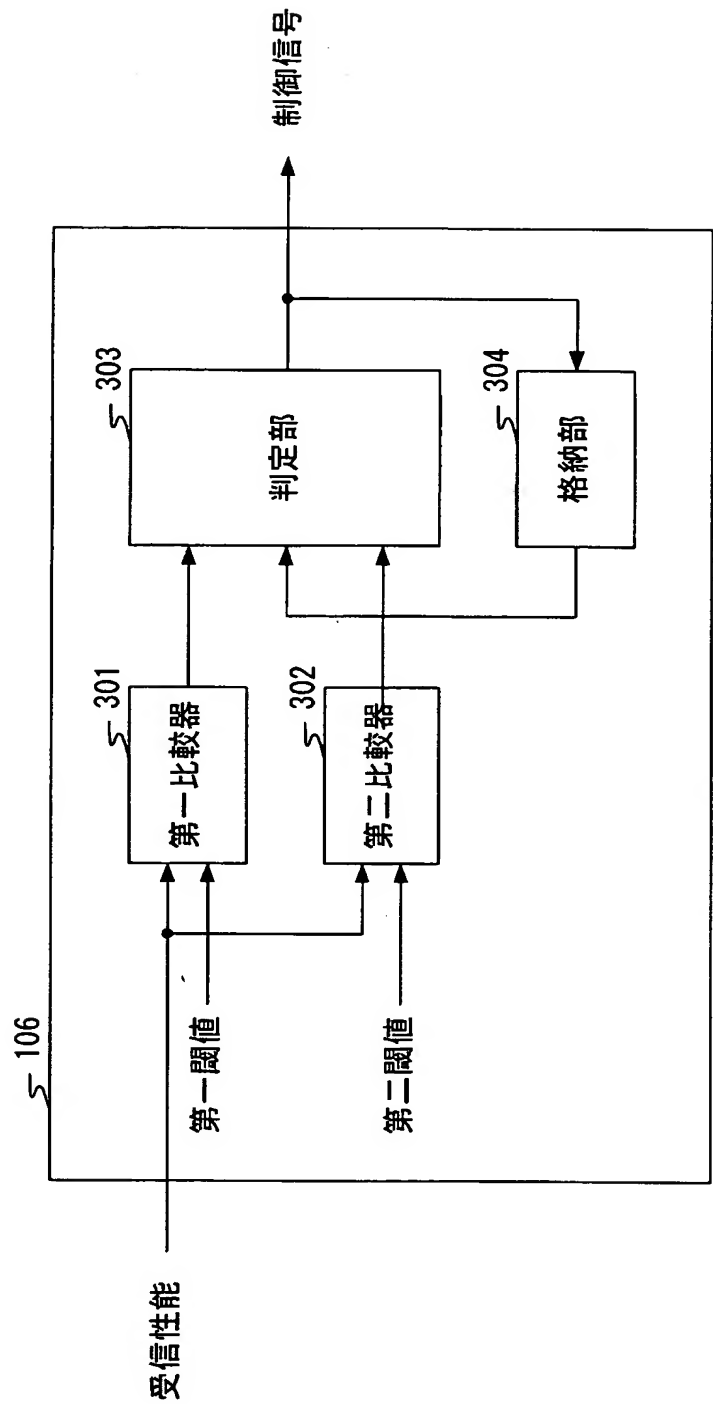 106
受信性能
第一閾値
第二閾値
301
第一比較器
302
第二比較器
303
判定部
304
格納部
制御信号